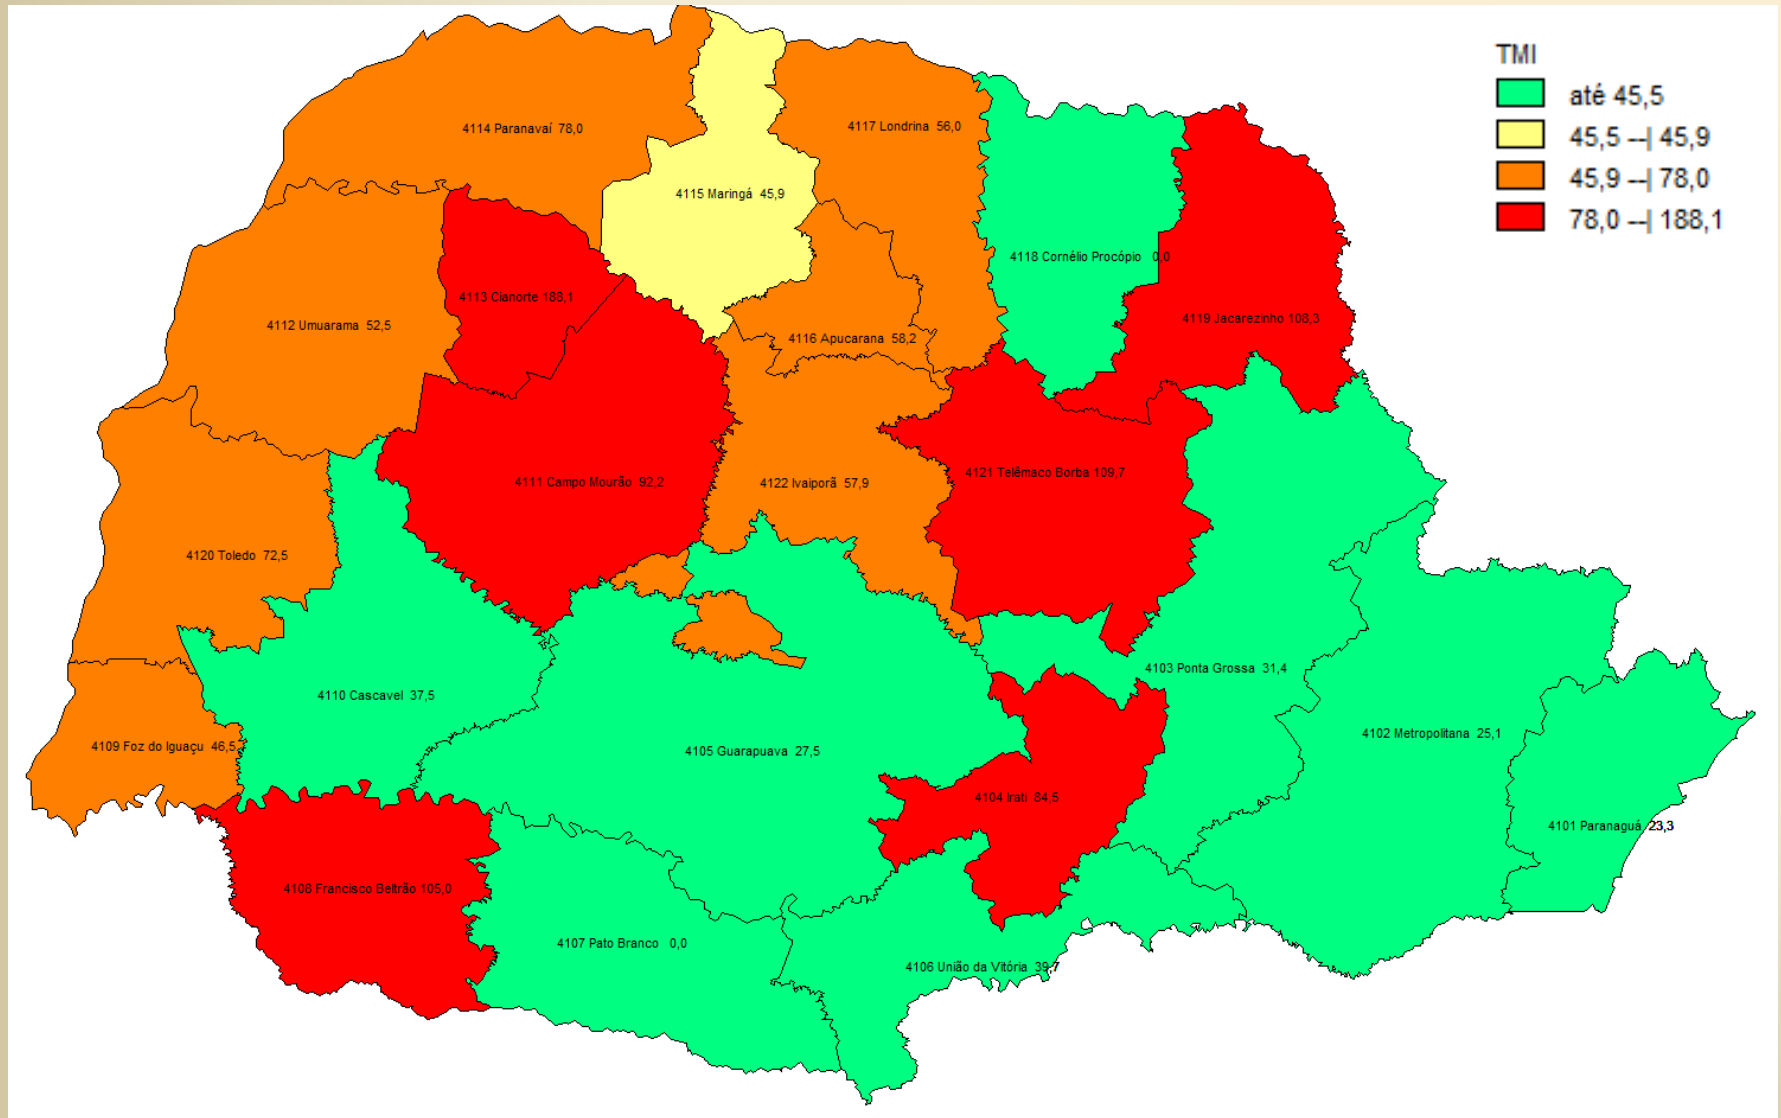 TMI
até 45,5
45,5 --| 45,9
45,9 --| 78,0
78,0 --| 188,1
4114 Paranavaí 78,0
4117 Londrina 56,0
4115 Maringá 45,9
4118 Cornélio Procópio 0,0
4113 Cianorte 188,1
4119 Jacarezinho 108,3
4112 Umuarama 52,5
4116 Apucarana 58,2
4121 Telêmaco Borba 109,7
4111 Campo Mourão 92,2
4122 Ivaiporã 57,9
4120 Toledo 72,5
4103 Ponta Grossa 31,4
4110 Cascavel 37,5
4102 Metropolitana 25,1
4109 Foz do Iguaçu 46,5
4105 Guarapuava 27,5
4104 Irati 84,5
4101 Paranaguá 23,3
4108 Francisco Beltrão 105,0
4107 Pato Branco 0,0
4106 União da Vitória 39,7